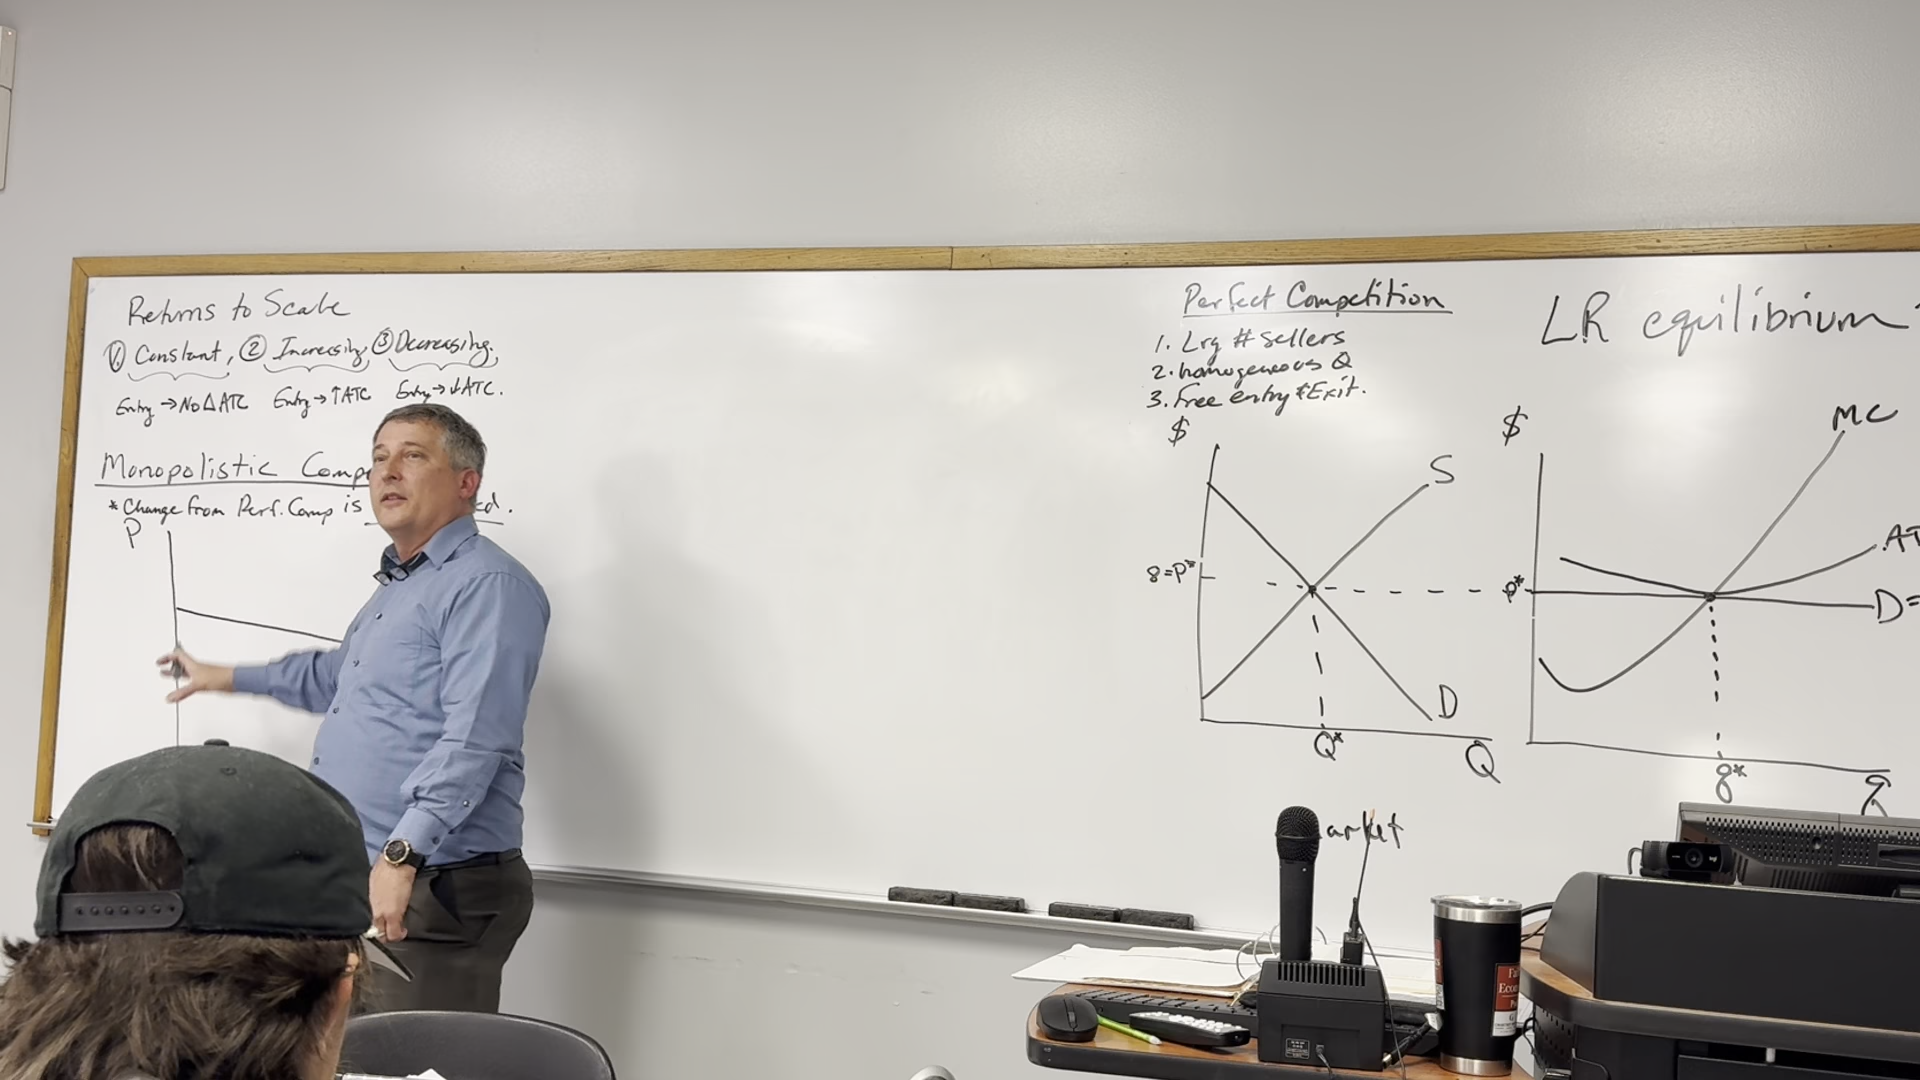 Returns to Scale
1. Constant, 2 Increasing, 3 Decreasing.
Entry → No Δ ATC Entry → ↑ATC Entry → ↓ATC.
Monopolistic Comp
* Change from Perf. Comp is
P
Perfect Competition
1. Lrg # sellers
2. homogeneous Q
3. Free entry & Exit.
$
S
8=P*
D
Q*
Q
arket
LR equilibrium
$
MC
AT
P*
D=
q*
q